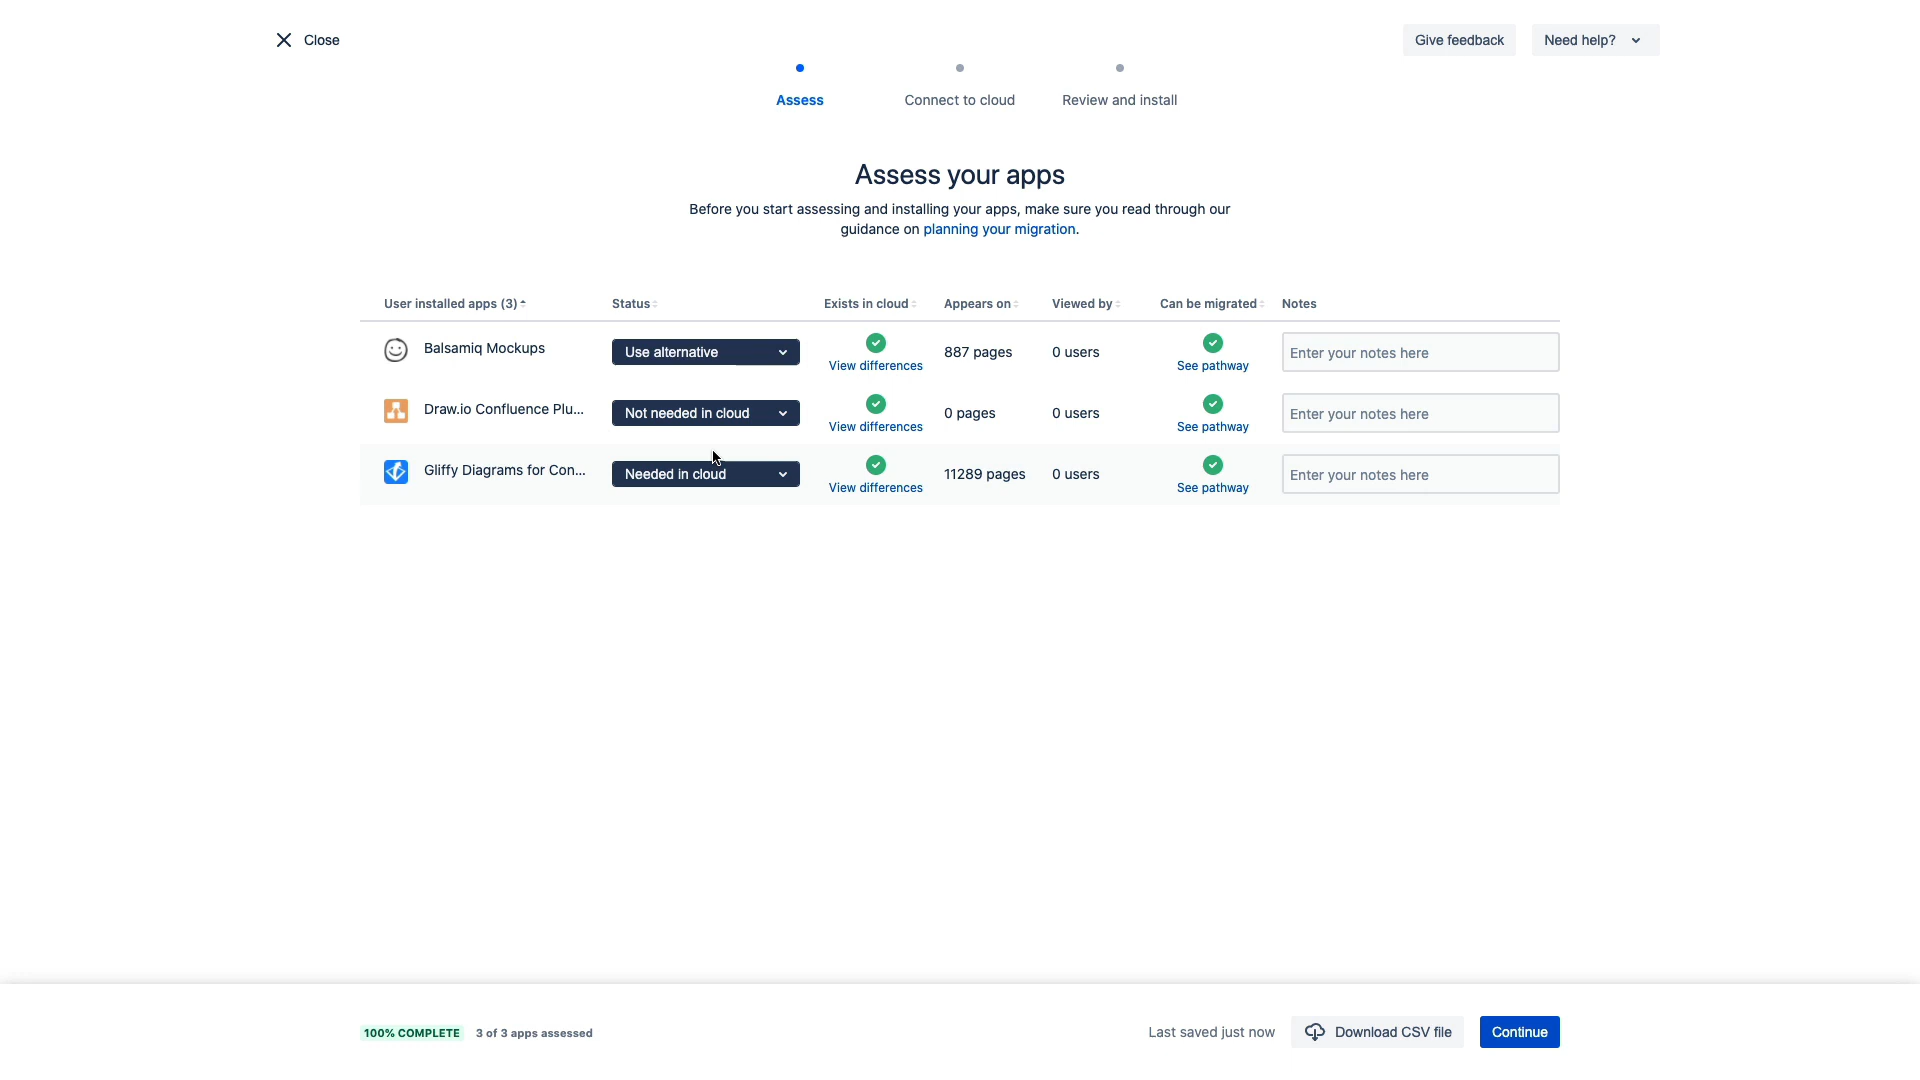 Close
Give feedback
Need help?
Assess
Connect to cloud
Review and install
Assess your apps
Before you start assessing and installing your apps, make sure you read through our
guidance on planning your migration.
User installed apps (3) Status Exists in cloud Appears on Viewed by Can be migrated Notes
Balsamiq Mockups Use alternative View differences 887 pages 0 users See pathway Enter your notes here
Draw.io Confluence Plu... Not needed in cloud View differences 0 pages 0 users See pathway Enter your notes here
Gliffy Diagrams for Con... Needed in cloud View differences 11289 pages 0 users See pathway Enter your notes here
100% COMPLETE 3 of 3 apps assessed Last saved just now Download CSV file Continue